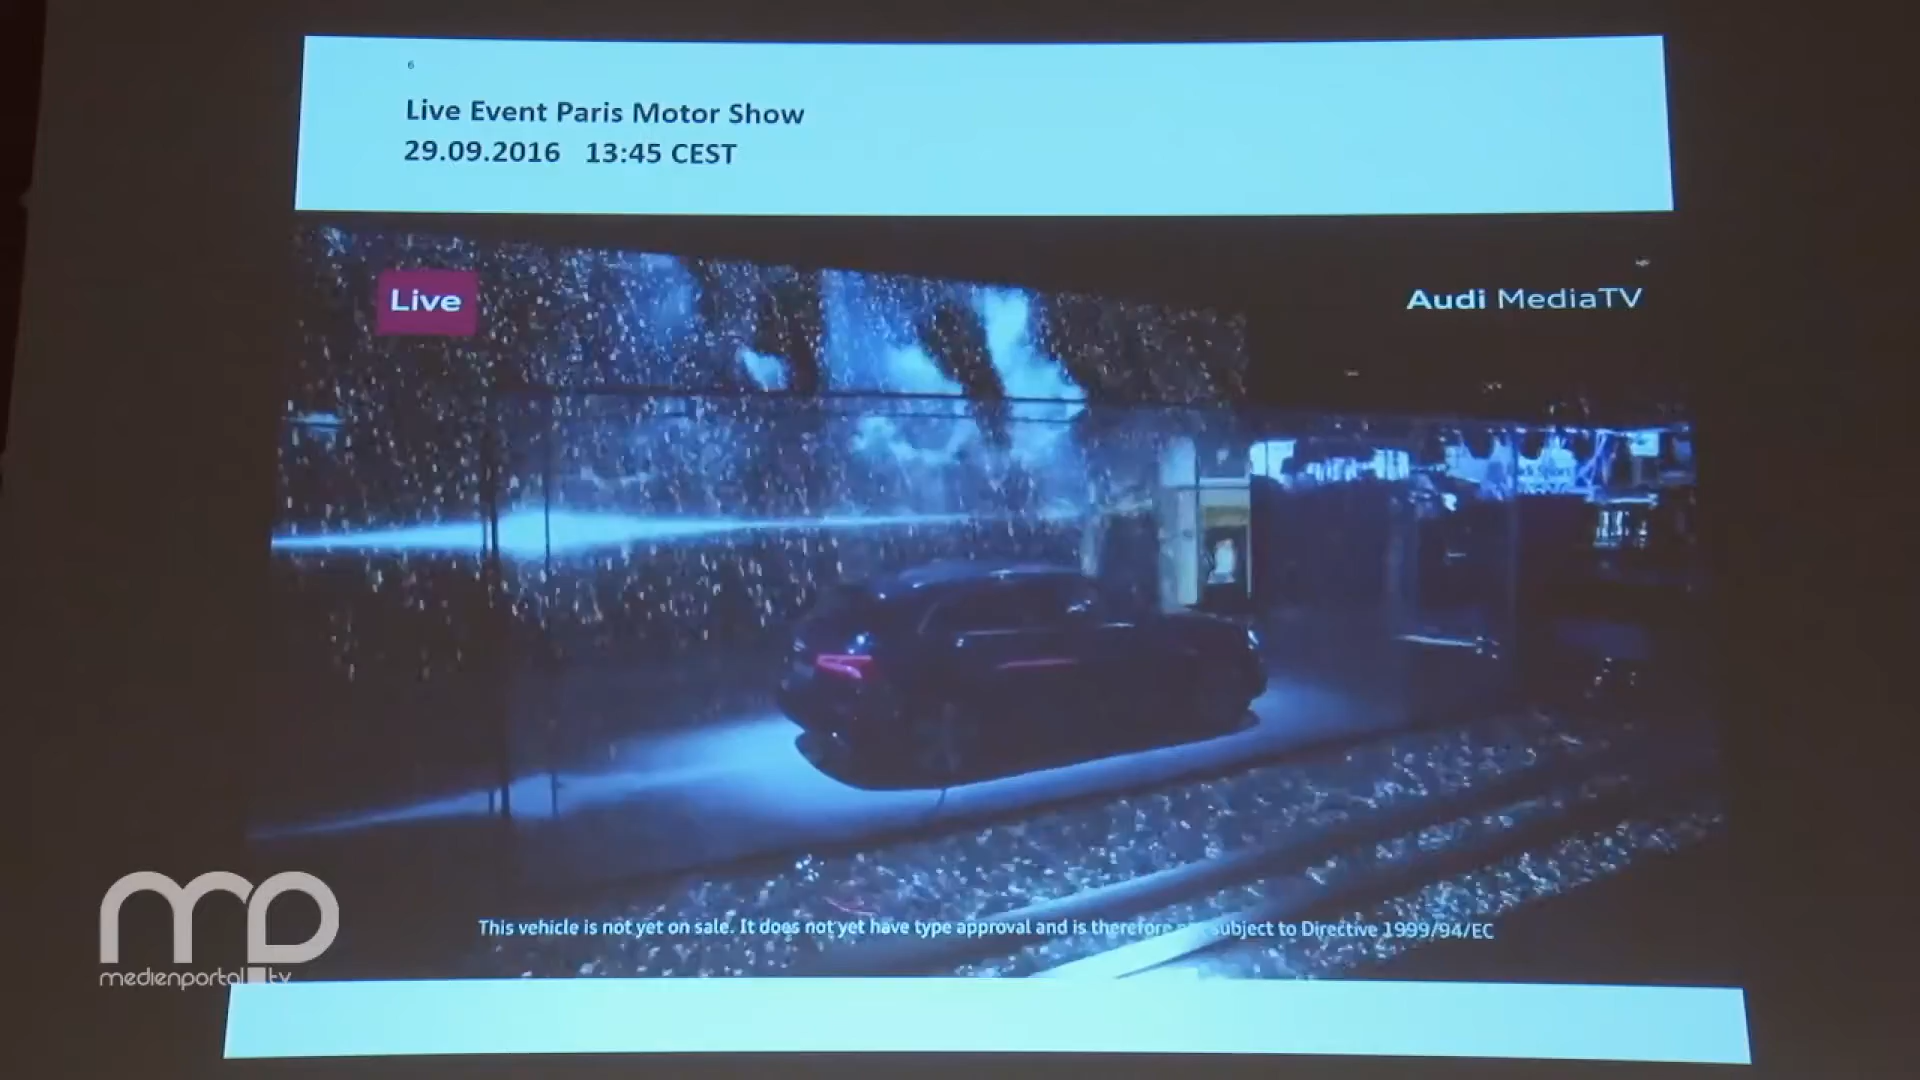 6
Live Event Paris Motor Show
29.09.2016 13:45 CEST
Live
Audi MediaTV
This vehicle is not yet on sale. It does not yet have type approval and is therefore subject to Directive 1999/94/EC
medienportal.tv